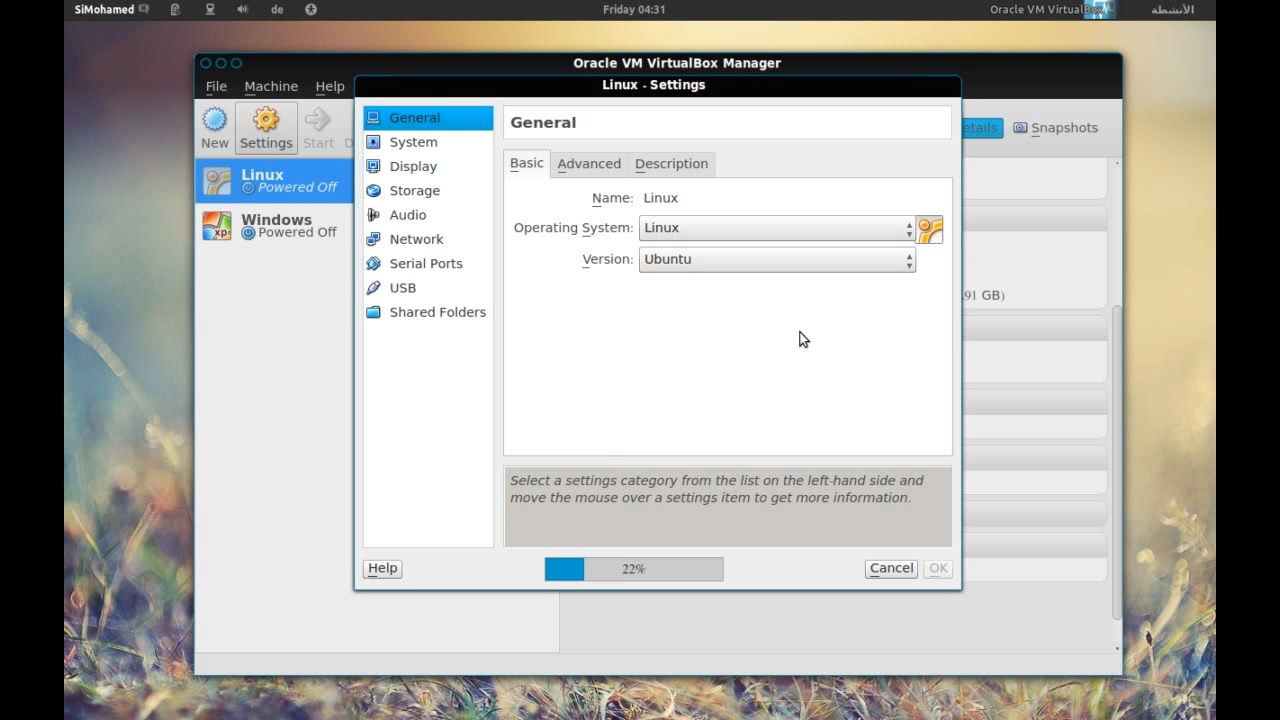 SiMohamed
de
Friday 04:31
Oracle VM VirtualBox
الأنشطة
Oracle VM VirtualBox Manager
File Machine Help
Linux - Settings
New Settings Start D
etails Snapshots
Linux
Powered Off
Windows
Powered Off
xp
General
System
Display
Storage
Audio
Network
Serial Ports
USB
Shared Folders
General
Basic Advanced Description
Name: Linux
Operating System: Linux
Version: Ubuntu
.91 GB)
Select a settings category from the list on the left-hand side and
move the mouse over a settings item to get more information.
Help
22%
Cancel OK